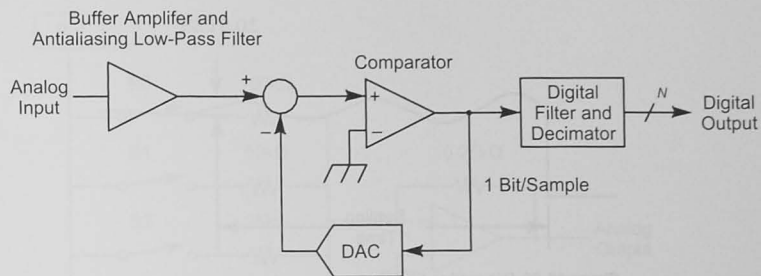 Buffer Amplifer and
Antialiasing Low-Pass Filter
Analog
Input
+
−
Comparator
+
−
Digital
Filter and
Decimator
N
Digital
Output
1 Bit/Sample
DAC